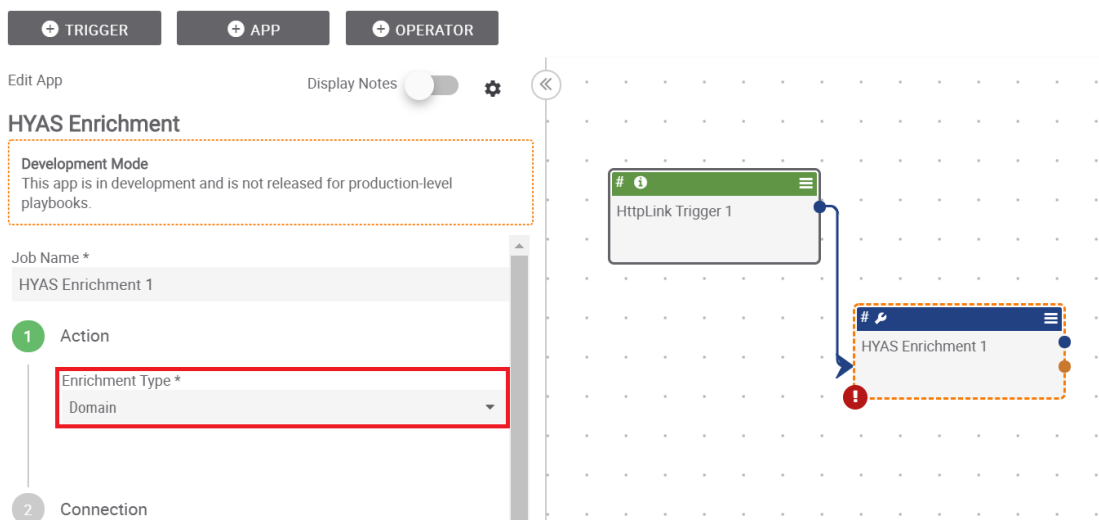 TRIGGER
APP
OPERATOR
Edit App
Display Notes
HYAS Enrichment
Development Mode
This app is in development and is not released for production-level
playbooks.
Job Name *
HYAS Enrichment 1
1
Action
Enrichment Type *
Domain
2
Connection
#
HttpLink Trigger 1
#
HYAS Enrichment 1